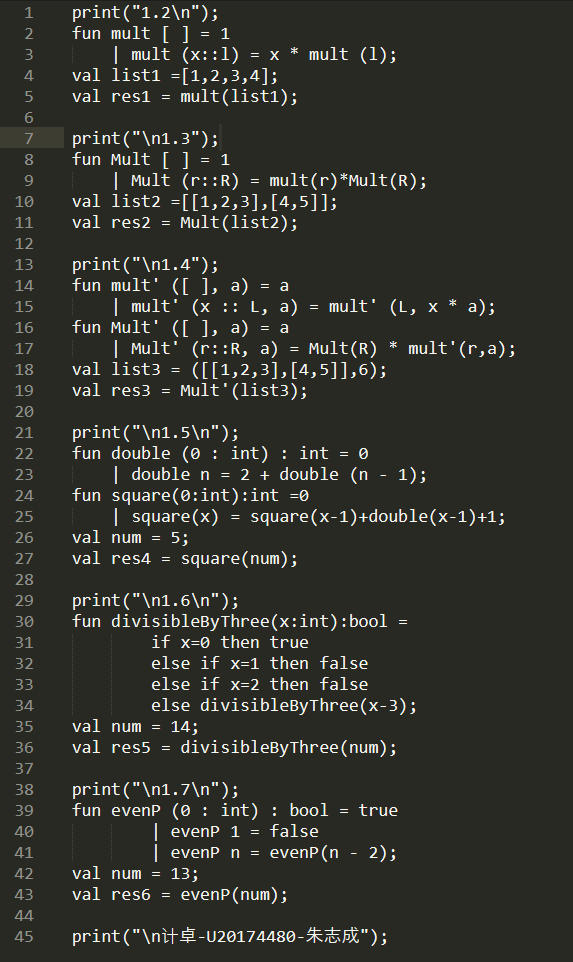 1 print("1.2\n");
2 fun mult [ ] = 1
3 | mult (x::l) = x * mult (l);
4 val list1 =[1,2,3,4];
5 val res1 = mult(list1);
6
7 print("\n1.3");
8 fun Mult [ ] = 1
9 | Mult (r::R) = mult(r)*Mult(R);
10 val list2 =[[1,2,3],[4,5]];
11 val res2 = Mult(list2);
12
13 print("\n1.4");
14 fun mult' ([ ], a) = a
15 | mult' (x :: L, a) = mult' (L, x * a);
16 fun Mult' ([ ], a) = a
17 | Mult' (r::R, a) = Mult(R) * mult'(r,a);
18 val list3 = ([[1,2,3],[4,5]],6);
19 val res3 = Mult'(list3);
20
21 print("\n1.5\n");
22 fun double (0 : int) : int = 0
23 | double n = 2 + double (n - 1);
24 fun square(0:int):int =0
25 | square(x) = square(x-1)+double(x-1)+1;
26 val num = 5;
27 val res4 = square(num);
28
29 print("\n1.6\n");
30 fun divisibleByThree(x:int):bool =
31 if x=0 then true
32 else if x=1 then false
33 else if x=2 then false
34 else divisibleByThree(x-3);
35 val num = 14;
36 val res5 = divisibleByThree(num);
37
38 print("\n1.7\n");
39 fun evenP (0 : int) : bool = true
40 | evenP 1 = false
41 | evenP n = evenP(n - 2);
42 val num = 13;
43 val res6 = evenP(num);
44
45 print("\n计卓-U20174480-朱志成");